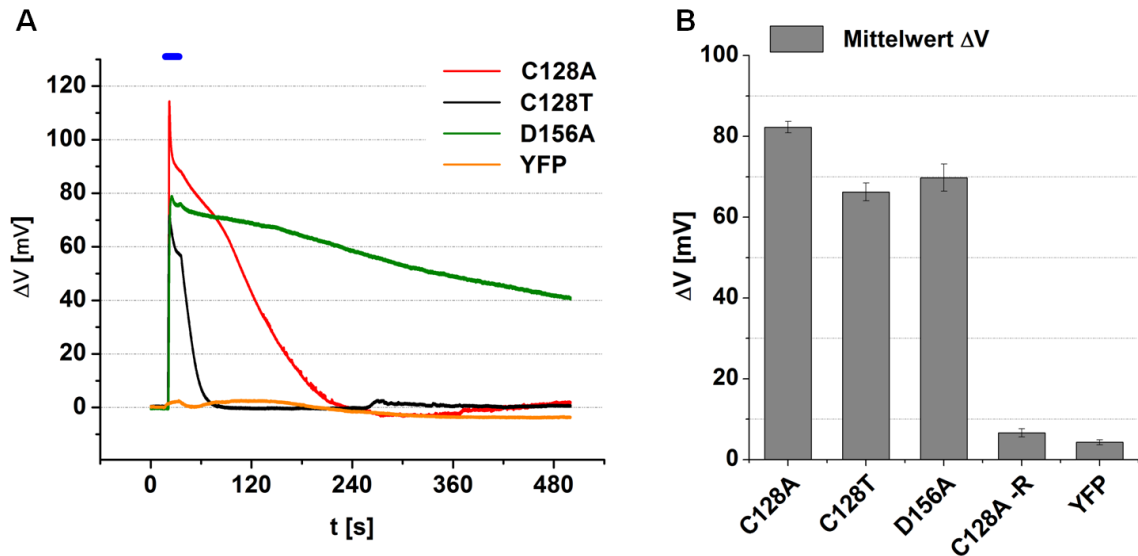 A
C128A
C128T
D156A
YFP
120
100
80
60
40
20
0
ΔV [mV]
0
120
240
360
480
t [s]
B
Mittelwert ΔV
100
80
60
40
20
0
ΔV [mV]
C128A
C128T
D156A
C128A -R
YFP